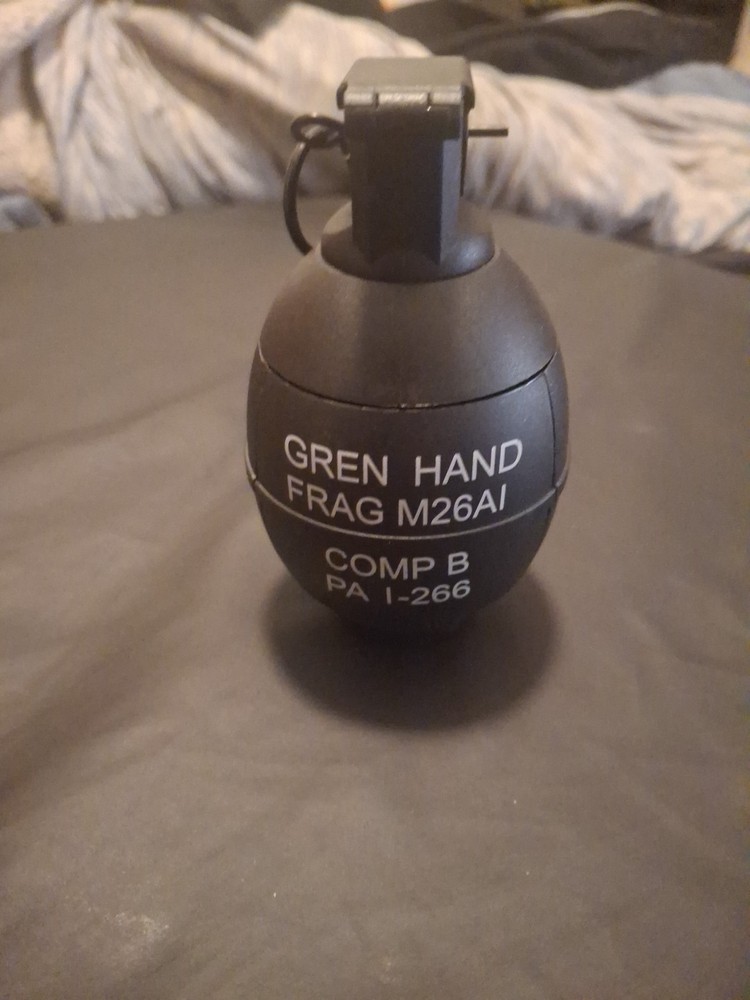 GREN HAND
FRAG M26AI
COMP B
PA I-266